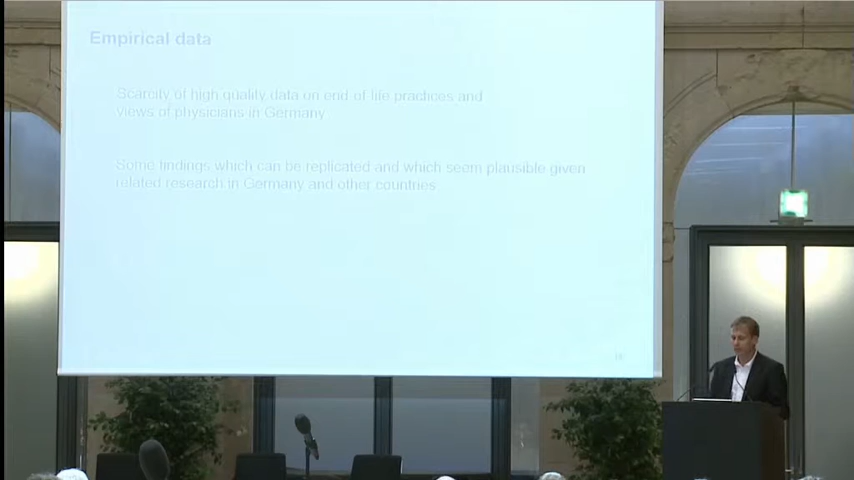 Empirical data
Scarcity of high quality data on end of life practices and
views of physicians in Germany
Some findings which can be replicated and which seem plausible given
related research in Germany and other countries